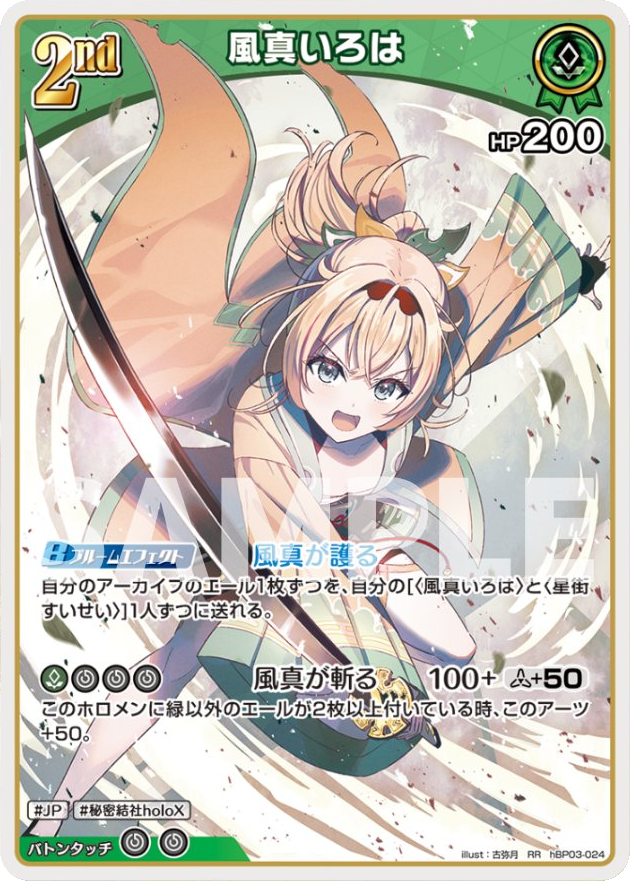 2nd
風真いろは
HP200
SAMPLE
Bブルームエフェクト 風真が護る
自分のアーカイブのエール1枚ずつを、自分の[〈風真いろは〉と〈星街
すいせい〉]1人ずつに送れる。
風真が斬る 100+ +50
このホロメンに緑以外のエールが2枚以上付いている時、このアーツ
+50。
#JP #秘密結社holoX
バトンタッチ
illust:古弥月 RR hBP03-024